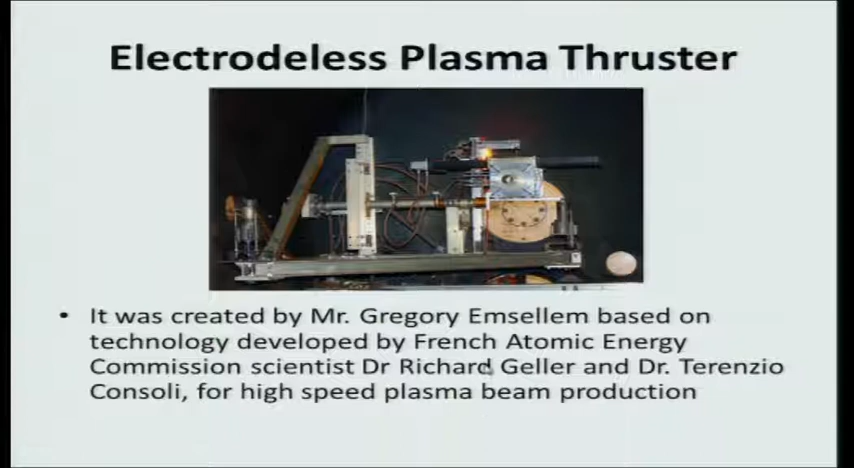 Electrodeless Plasma Thruster
• It was created by Mr. Gregory Emsellem based on
technology developed by French Atomic Energy
Commission scientist Dr Richard Geller and Dr. Terenzio
Consoli, for high speed plasma beam production